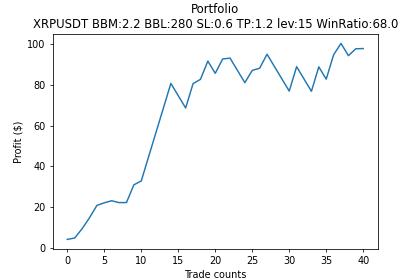 Portfolio
XRPUSDT BBM:2.2 BBL:280 SL:0.6 TP:1.2 lev:15 WinRatio:68.0
100
80
60
40
20
0
Profit ($)
0 5 10 15 20 25 30 35 40
Trade counts